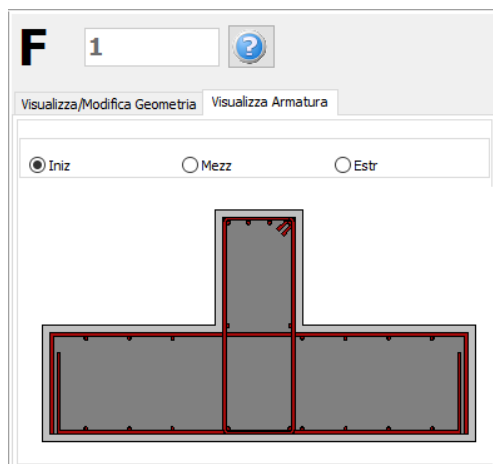 F 1 ?
Visualizza/Modifica Geometria Visualizza Armatura
Iniz Mezz Estr